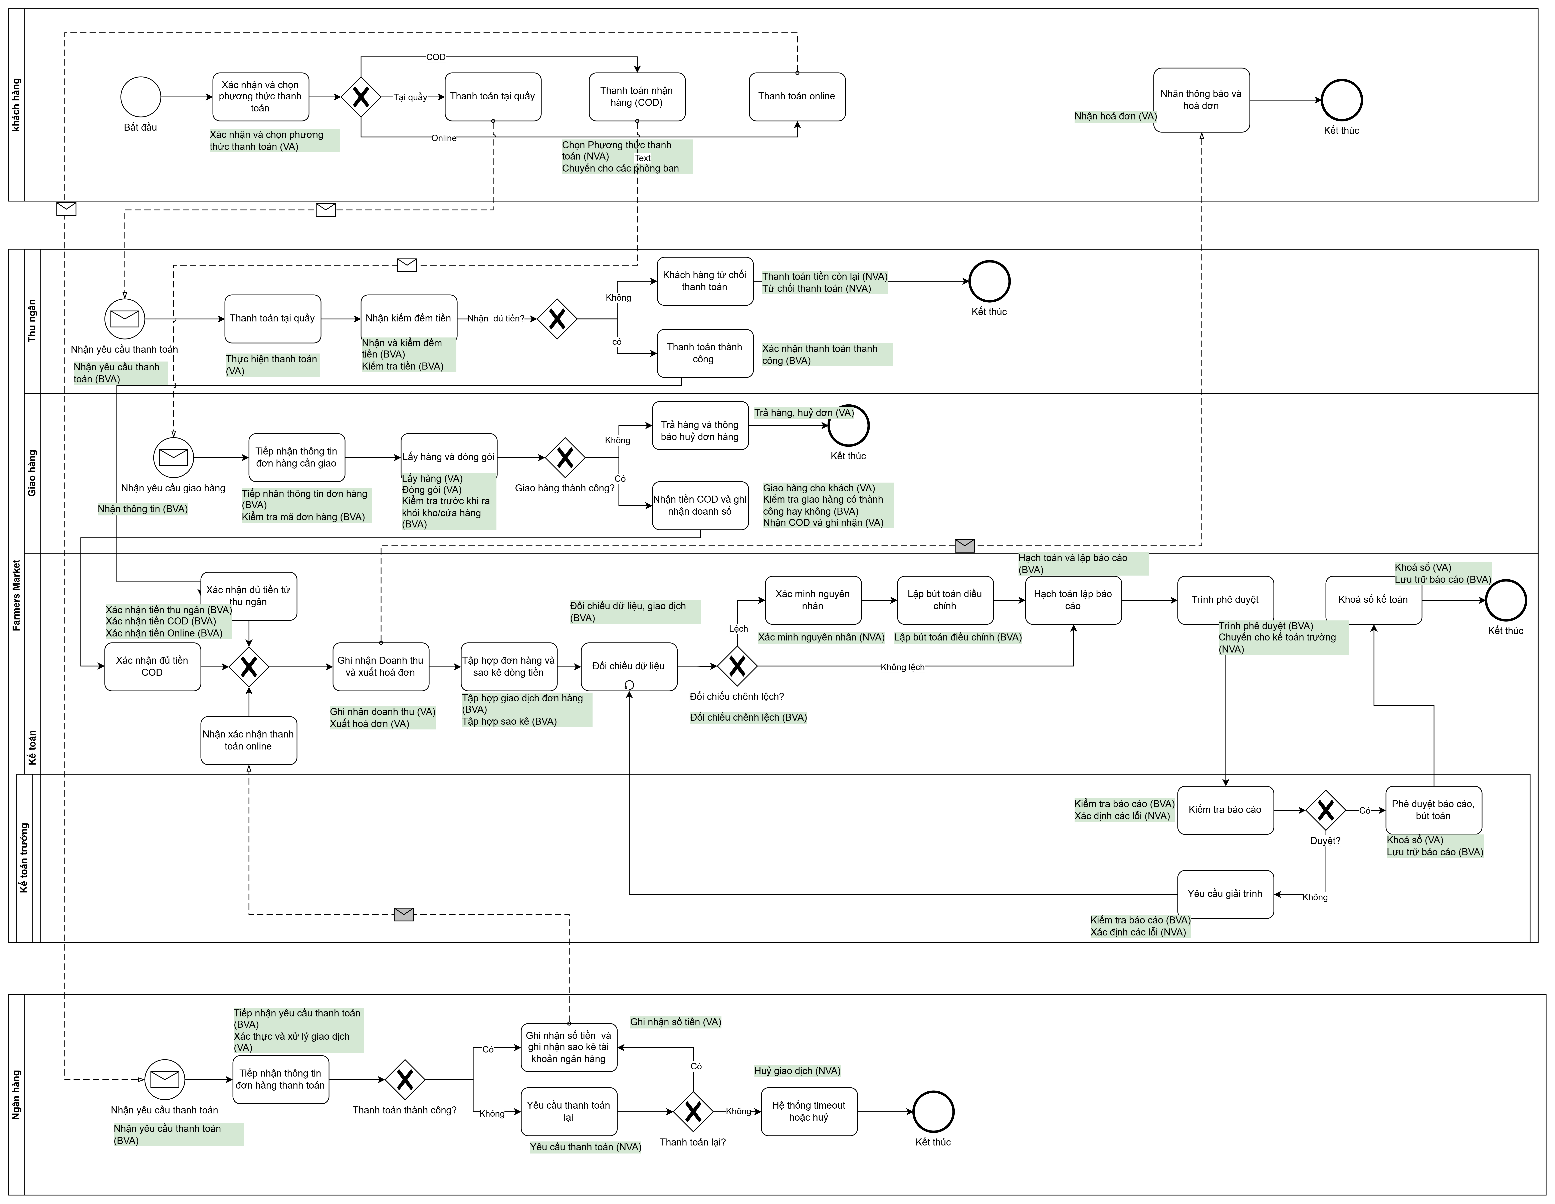 khách hàng
Bắt đầu
Xác nhận và chọn
phương thức thanh
toán
Xác nhận và chọn phương
thức thanh toán (VA)
COD
Tại quầy
Online
Thanh toán tại quầy
Thanh toán nhận
hàng (COD)
Chọn Phương thức thanh
toán (NVA)
Text
Chuyển cho các phòng ban
Thanh toán online
Nhận thông báo và
hoá đơn
Nhận hoá đơn (VA)
Kết thúc
Farmers Market
Thu ngân
Nhận yêu cầu thanh toán
Nhận yêu cầu thanh
toán (BVA)
Thanh toán tại quầy
Thực hiện thanh toán
(VA)
Nhận kiểm đếm tiền
Nhận và kiểm đếm
tiền (BVA)
Kiểm tra tiền (BVA)
Nhận đủ tiền?
Không
có
Khách hàng từ chối
thanh toán
Thanh toán tiền còn lại (NVA)
Từ chối thanh toán (NVA)
Kết thúc
Thanh toán thành
công
Xác nhận thanh toán thanh
công (BVA)
Giao hàng
Nhận yêu cầu giao hàng
Nhận thông tin (BVA)
Tiếp nhận thông tin
đơn hàng cần giao
Tiếp nhận thông tin đơn hàng
(BVA)
Kiểm tra mã đơn hàng (BVA)
Lấy hàng và đóng gói
Lấy hàng (VA)
Đóng gói (VA)
Kiểm tra trước khi ra
khỏi kho/cửa hàng
(BVA)
Giao hàng thành công?
Không
Có
Trả hàng và thông
báo huỷ đơn hàng
Trả hàng, huỷ đơn (VA)
Kết thúc
Nhận tiền COD và ghi
nhận doanh số
Giao hàng cho khách (VA)
Kiểm tra giao hàng có thành
công hay không (BVA)
Nhận COD và ghi nhận (VA)
Kế toán
Xác nhận đủ tiền từ
thu ngân
Xác nhận tiền thu ngân (BVA)
Xác nhận tiền COD (BVA)
Xác nhận tiền Online (BVA)
Xác nhận đủ tiền
COD
Nhận xác nhận thanh
toán online
Ghi nhận Doanh thu
và xuất hoá đơn
Ghi nhận doanh thu (VA)
Xuất hoá đơn (VA)
Tập hợp đơn hàng và
sao kê dòng tiền
Tập hợp giao dịch đơn hàng
(BVA)
Tập hợp sao kê (BVA)
Đối chiếu dữ liệu, giao dịch
(BVA)
Đối chiếu dữ liệu
Đối chiếu chênh lệch?
Đối chiếu chênh lệch (BVA)
Lệch
Không lệch
Xác minh nguyên
nhân
Xác minh nguyên nhân (NVA)
Lập bút toán điều
chỉnh
Lập bút toán điều chỉnh (BVA)
Hạch toán và lập báo cáo
(BVA)
Hạch toán lập báo
cáo
Trình phê duyệt
Trình phê duyệt (BVA)
Chuyển cho kế toán trưởng
(NVA)
Khoá sổ (VA)
Lưu trữ báo cáo (BVA)
Khoá sổ kế toán
Kết thúc
Kế toán trưởng
Kiểm tra báo cáo (BVA)
Xác định các lỗi (NVA)
Kiểm tra báo cáo
Duyệt?
Có
Không
Phê duyệt báo cáo,
bút toán
Khoá sổ (VA)
Lưu trữ báo cáo (BVA)
Yêu cầu giải trình
Kiểm tra báo cáo (BVA)
Xác định các lỗi (NVA)
Ngân hàng
Nhận yêu cầu thanh toán
Nhận yêu cầu thanh toán
(BVA)
Tiếp nhận yêu cầu thanh toán
(BVA)
Xác thực và xử lý giao dịch
(VA)
Tiếp nhận thông tin
đơn hàng thanh toán
Thanh toán thành công?
Có
Không
Ghi nhận số tiền và
ghi nhận sao kê tài
khoản ngân hàng
Ghi nhận số tiền (VA)
Yêu cầu thanh toán
lại
Yêu cầu thanh toán (NVA)
Có
Không
Thanh toán lại?
Huỷ giao dịch (NVA)
Hệ thống timeout
hoặc huỷ
Kết thúc